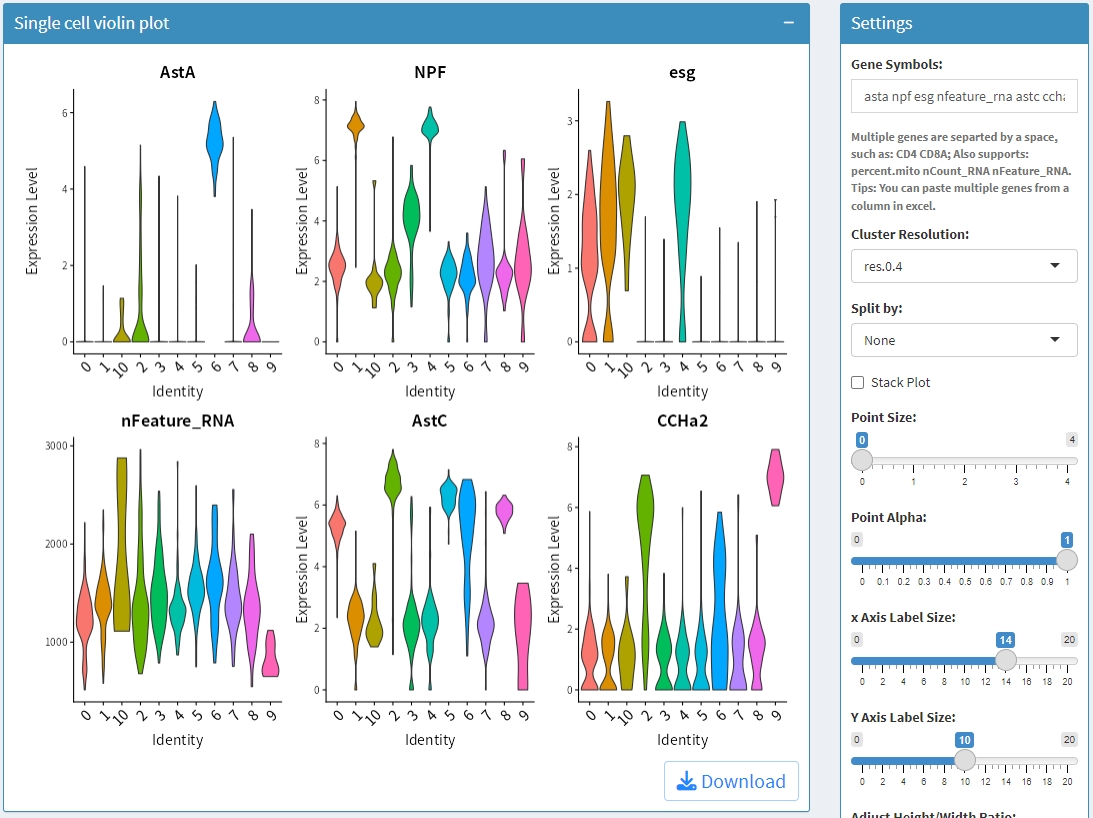 Single cell violin plot
AstA
NPF
esg
6
4
2
0
Expression Level
0 1 10 2 3 4 5 6 7 8 9
Identity
8
6
4
2
0
Expression Level
0 1 10 2 3 4 5 6 7 8 9
Identity
3
2
1
0
Expression Level
0 1 10 2 3 4 5 6 7 8 9
Identity
nFeature_RNA
AstC
CCHa2
3000
2000
1000
0 1 10 2 3 4 5 6 7 8 9
Identity
8
6
4
2
0
Expression Level
0 1 10 2 3 4 5 6 7 8 9
Identity
8
6
4
2
0
Expression Level
0 1 10 2 3 4 5 6 7 8 9
Identity
Download
Settings
Gene Symbols:
asta npf esg nfeature_rna astc ccha
Multiple genes are separted by a space,
such as: CD4 CD8A; Also supports:
percent.mito nCount_RNA nFeature_RNA.
Tips: You can paste multiple genes from a
column in excel.
Cluster Resolution:
res.0.4
Split by:
None
Stack Plot
Point Size:
0 4
0 1 2 3 4
Point Alpha:
0 1
0 0.1 0.2 0.3 0.4 0.5 0.6 0.7 0.8 0.9 1
x Axis Label Size:
0 14 20
0 2 4 6 8 10 12 14 16 18 20
Y Axis Label Size:
0 10 20
0 2 4 6 8 10 12 14 16 18 20
Adjust Height/Width Ratio: